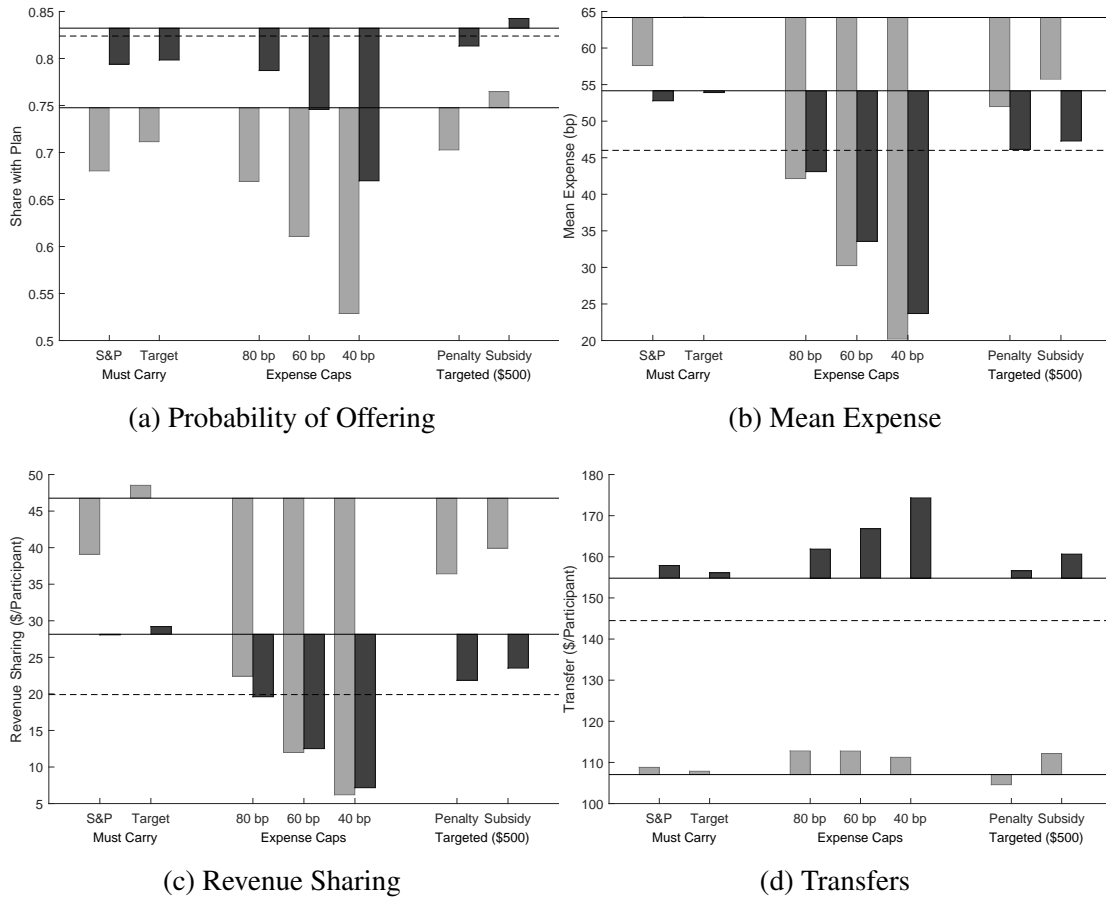 0.85
0.8
0.75
0.7
0.65
0.6
0.55
0.5
Share with Plan
S&P Target 80 bp 60 bp 40 bp Penalty Subsidy
Must Carry Expense Caps Targeted ($500)
(a) Probability of Offering
65
60
55
50
45
40
35
30
25
20
Mean Expense (bp)
S&P Target 80 bp 60 bp 40 bp Penalty Subsidy
Must Carry Expense Caps Targeted ($500)
(b) Mean Expense
50
45
40
35
30
25
20
15
10
5
Revenue Sharing ($/Participant)
S&P Target 80 bp 60 bp 40 bp Penalty Subsidy
Must Carry Expense Caps Targeted ($500)
(c) Revenue Sharing
180
170
160
150
140
130
120
110
100
Transfer ($/Participant)
S&P Target 80 bp 60 bp 40 bp Penalty Subsidy
Must Carry Expense Caps Targeted ($500)
(d) Transfers